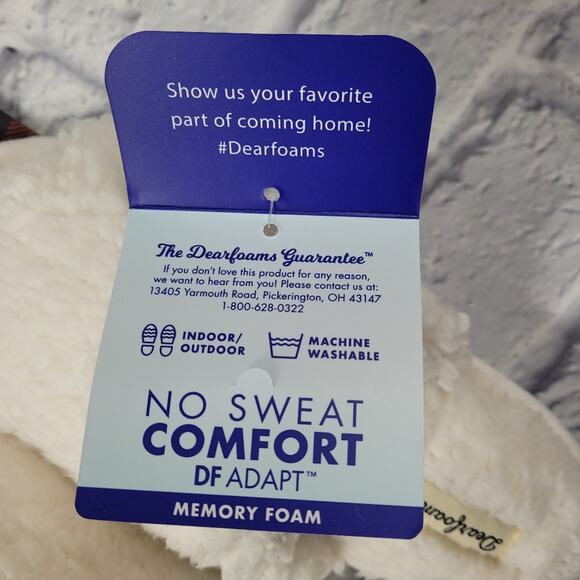 Show us your favorite
part of coming home!
#Dearfoams
The Dearfoams Guarantee™
If you don't love this product for any reason,
we want to hear from you! Please contact us at:
13405 Yarmouth Road, Pickerington, OH 43147
1-800-628-0322
INDOOR/
OUTDOOR
MACHINE
WASHABLE
NO SWEAT
COMFORT
DF ADAPT™
MEMORY FOAM
Dearfoams